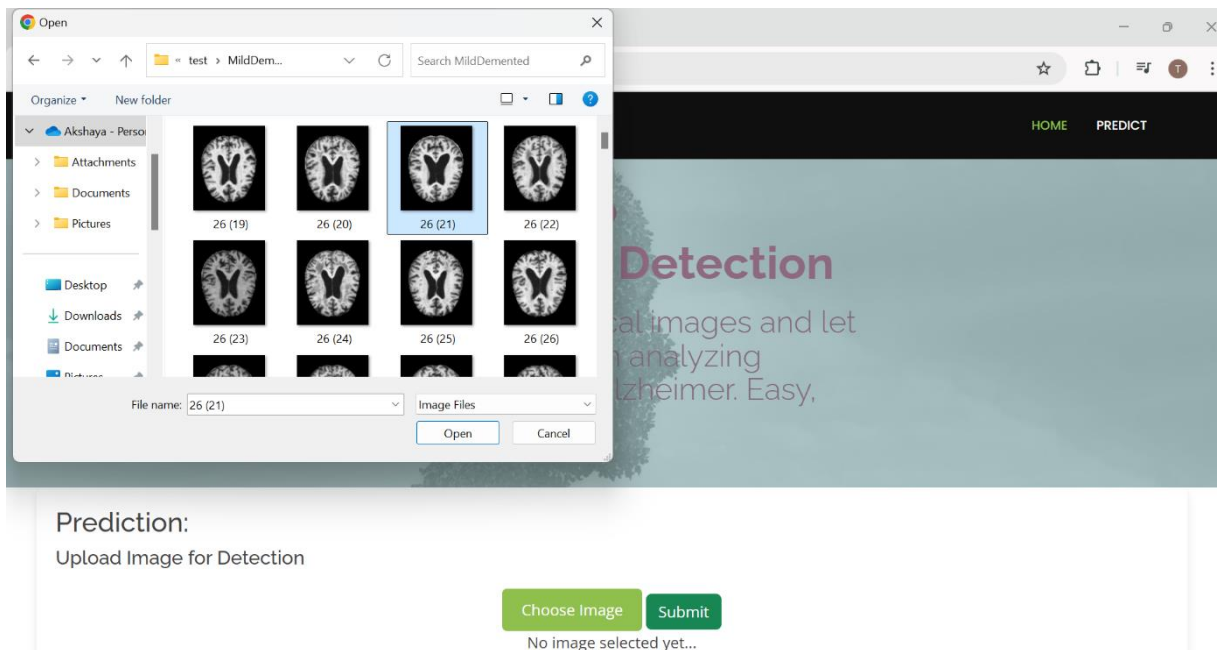 Open
« test › MildDem...
Search MildDemented
Organize
New folder
Akshaya - Perso
Attachments
Documents
Pictures
Desktop
Downloads
Documents
Pictures
26 (19)
26 (20)
26 (21)
26 (22)
26 (23)
26 (24)
26 (25)
26 (26)
File name: 26 (21)
Image Files
Open
Cancel
T
HOME
PREDICT
Detection
al images and let
analyzing
lzheimer. Easy,
Prediction:
Upload Image for Detection
Choose Image
Submit
No image selected yet...